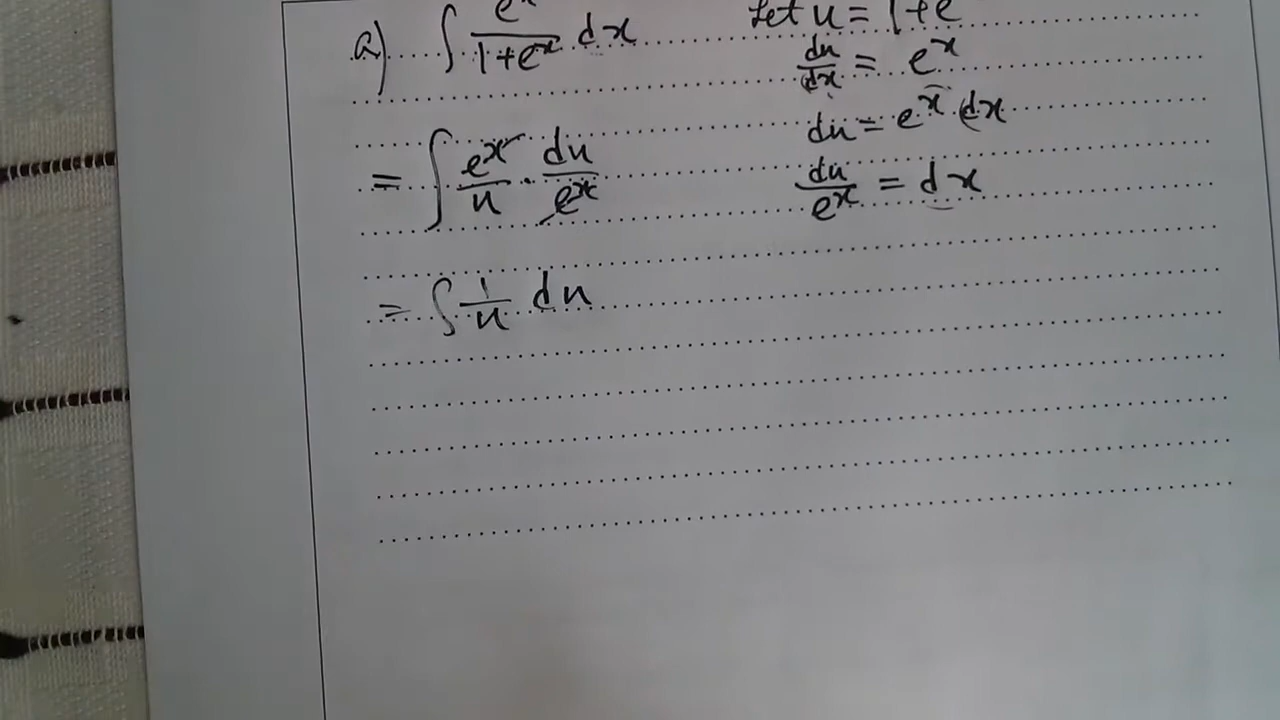 a) ∫ eˣ/(1+eˣ) dx    Let u = 1+e
du/dx = eˣ
du = eˣ dx
= ∫ eˣ/u · du/eˣ    du/eˣ = dx
= ∫ 1/u du